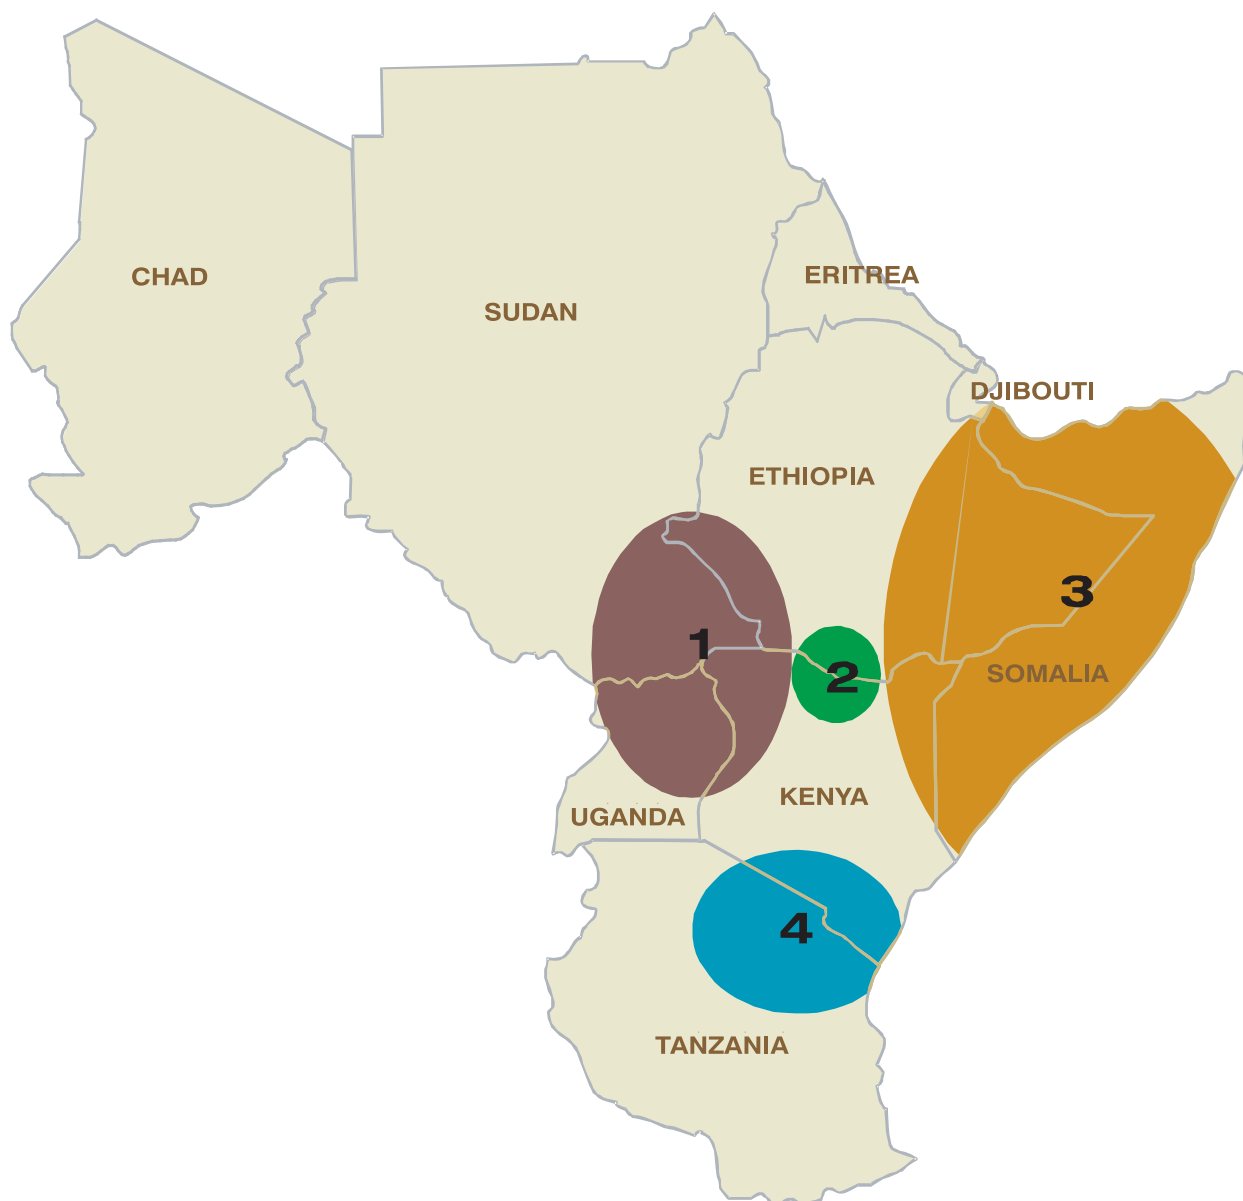 CHAD
SUDAN
ERITREA
DJIBOUTI
ETHIOPIA
3
1
2
SOMALIA
KENYA
UGANDA
4
TANZANIA